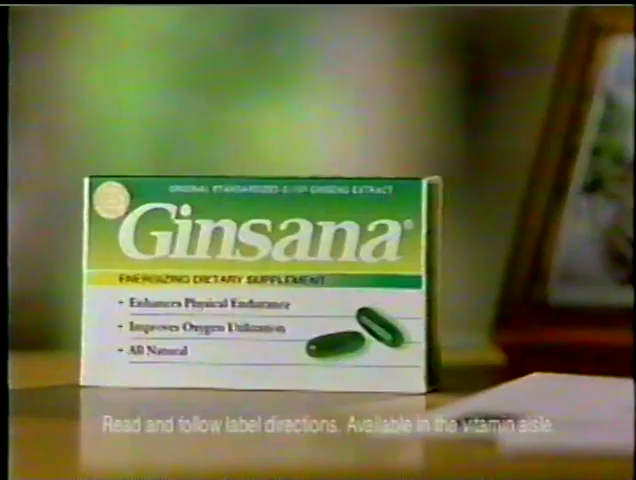 ORIGINAL STANDARDIZED G115® GINSENG EXTRACT
Ginsana®
ENERGIZING DIETARY SUPPLEMENT
• Enhances Physical Endurance
• Improves Oxygen Utilization
• All Natural
Read and follow label directions. Available in the vitamin aisle.